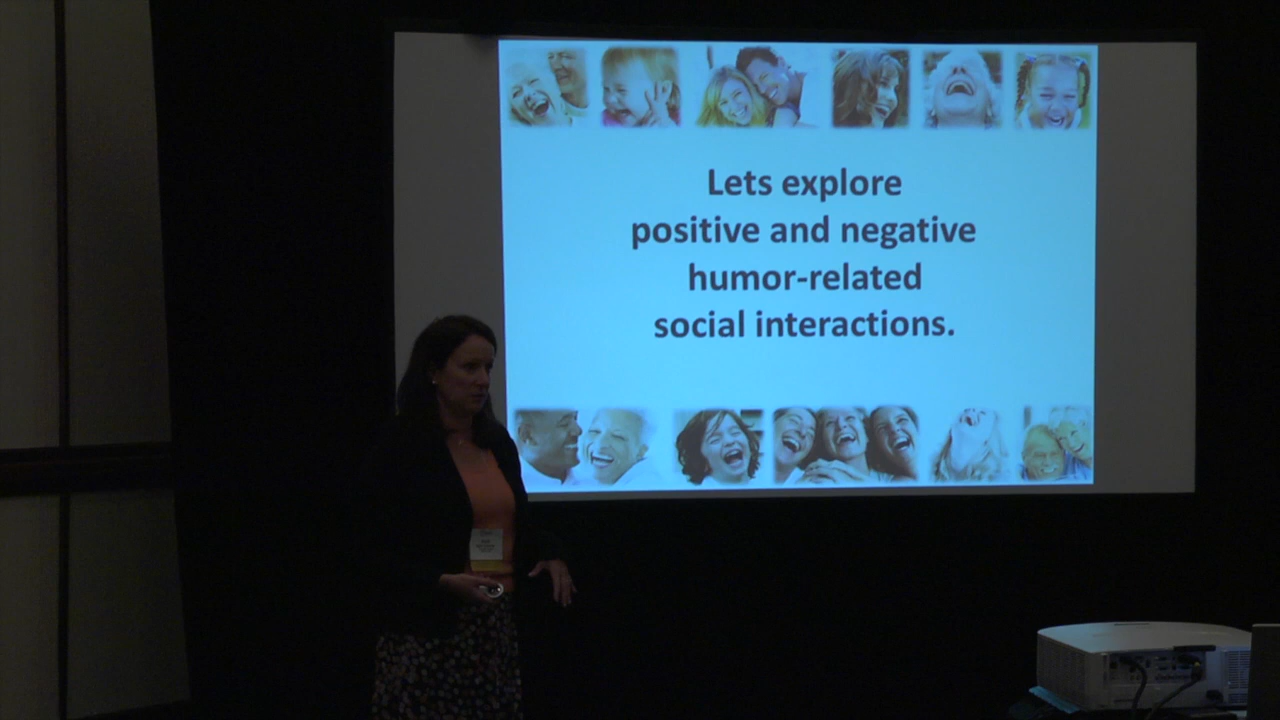 Lets explore
positive and negative
humor-related
social interactions.